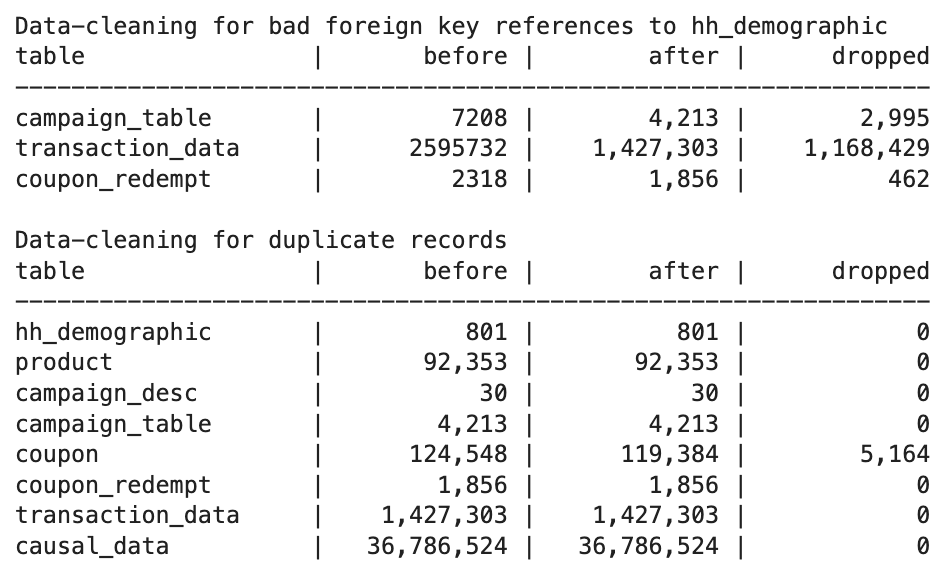 Data-cleaning for bad foreign key references to hh_demographic
table                |       before |        after |      dropped
-----------------------------------------------------------------
campaign_table       |         7208 |        4,213 |        2,995
transaction_data     |      2595732 |    1,427,303 |    1,168,429
coupon_redempt       |         2318 |        1,856 |          462

Data-cleaning for duplicate records
table                |       before |        after |      dropped
-----------------------------------------------------------------
hh_demographic       |          801 |          801 |            0
product              |       92,353 |       92,353 |            0
campaign_desc        |           30 |           30 |            0
campaign_table       |        4,213 |        4,213 |            0
coupon               |      124,548 |      119,384 |        5,164
coupon_redempt       |        1,856 |        1,856 |            0
transaction_data     |    1,427,303 |    1,427,303 |            0
causal_data          |   36,786,524 |   36,786,524 |            0